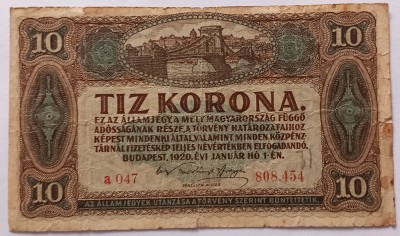 10
10
TIZ KORONA.
EZ AZ ÁLLAMJEGY A MELY MAGYARORSZÁG FÜGGŐ
ADÓSSÁGÁNAK RÉSZE, A TÖRVÉNY HATÁROZATAIHOZ
KÉPEST MINDENKI ÁLTAL, VALAMINT MINDEN KÖZPÉNZ-
TÁRNÁL FIZETÉSKÉP TELJES NÉVÉRTÉKBEN ELFOGADANDÓ.
BUDAPEST, 1920. ÉVI JANUÁR HÓ 1-ÉN.
a 047
808.454
10
10
AZ ÁLLAMJEGYEK UTÁNZÁSA A TÖRVÉNY SZERINT BÜNTETTETIK.